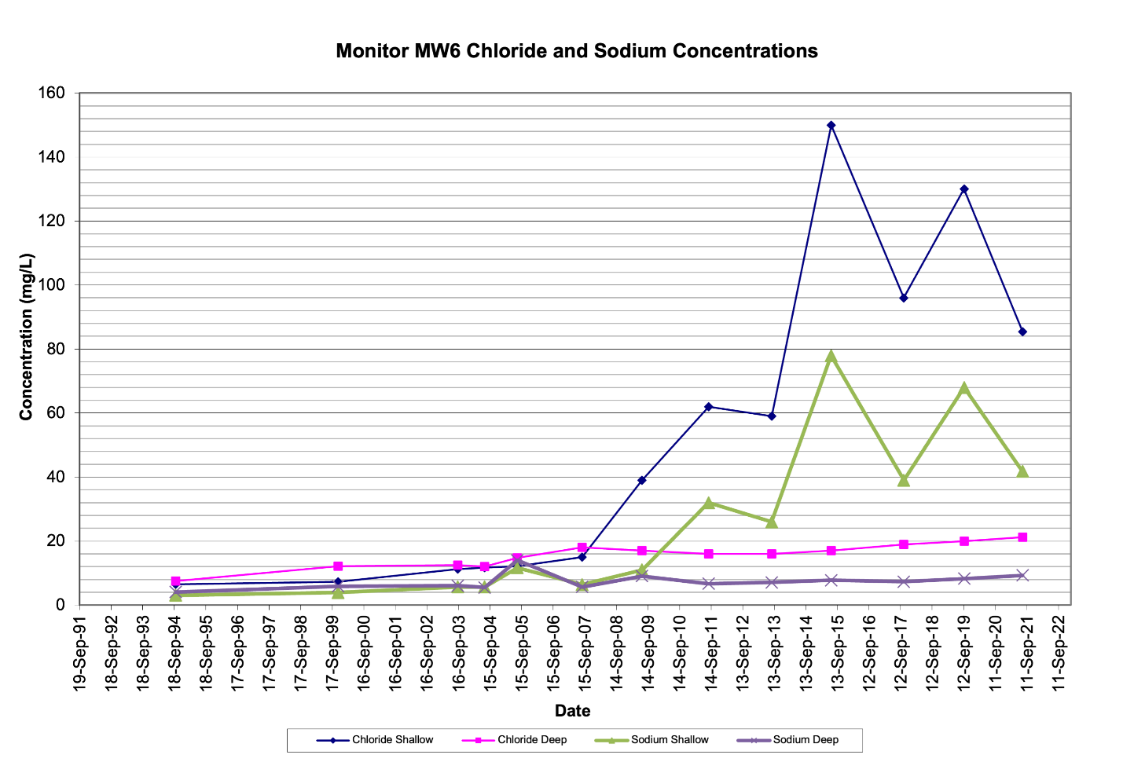 Monitor MW6 Chloride and Sodium Concentrations
160
140
120
100
80
60
40
20
0
Concentration (mg/L)
19-Sep-91
18-Sep-92
18-Sep-93
18-Sep-94
18-Sep-95
17-Sep-96
17-Sep-97
17-Sep-98
17-Sep-99
16-Sep-00
16-Sep-01
16-Sep-02
16-Sep-03
15-Sep-04
15-Sep-05
15-Sep-06
15-Sep-07
14-Sep-08
14-Sep-09
14-Sep-10
14-Sep-11
13-Sep-12
13-Sep-13
13-Sep-14
13-Sep-15
12-Sep-16
12-Sep-17
12-Sep-18
12-Sep-19
11-Sep-20
11-Sep-21
11-Sep-22
Date
Chloride Shallow Chloride Deep Sodium Shallow Sodium Deep